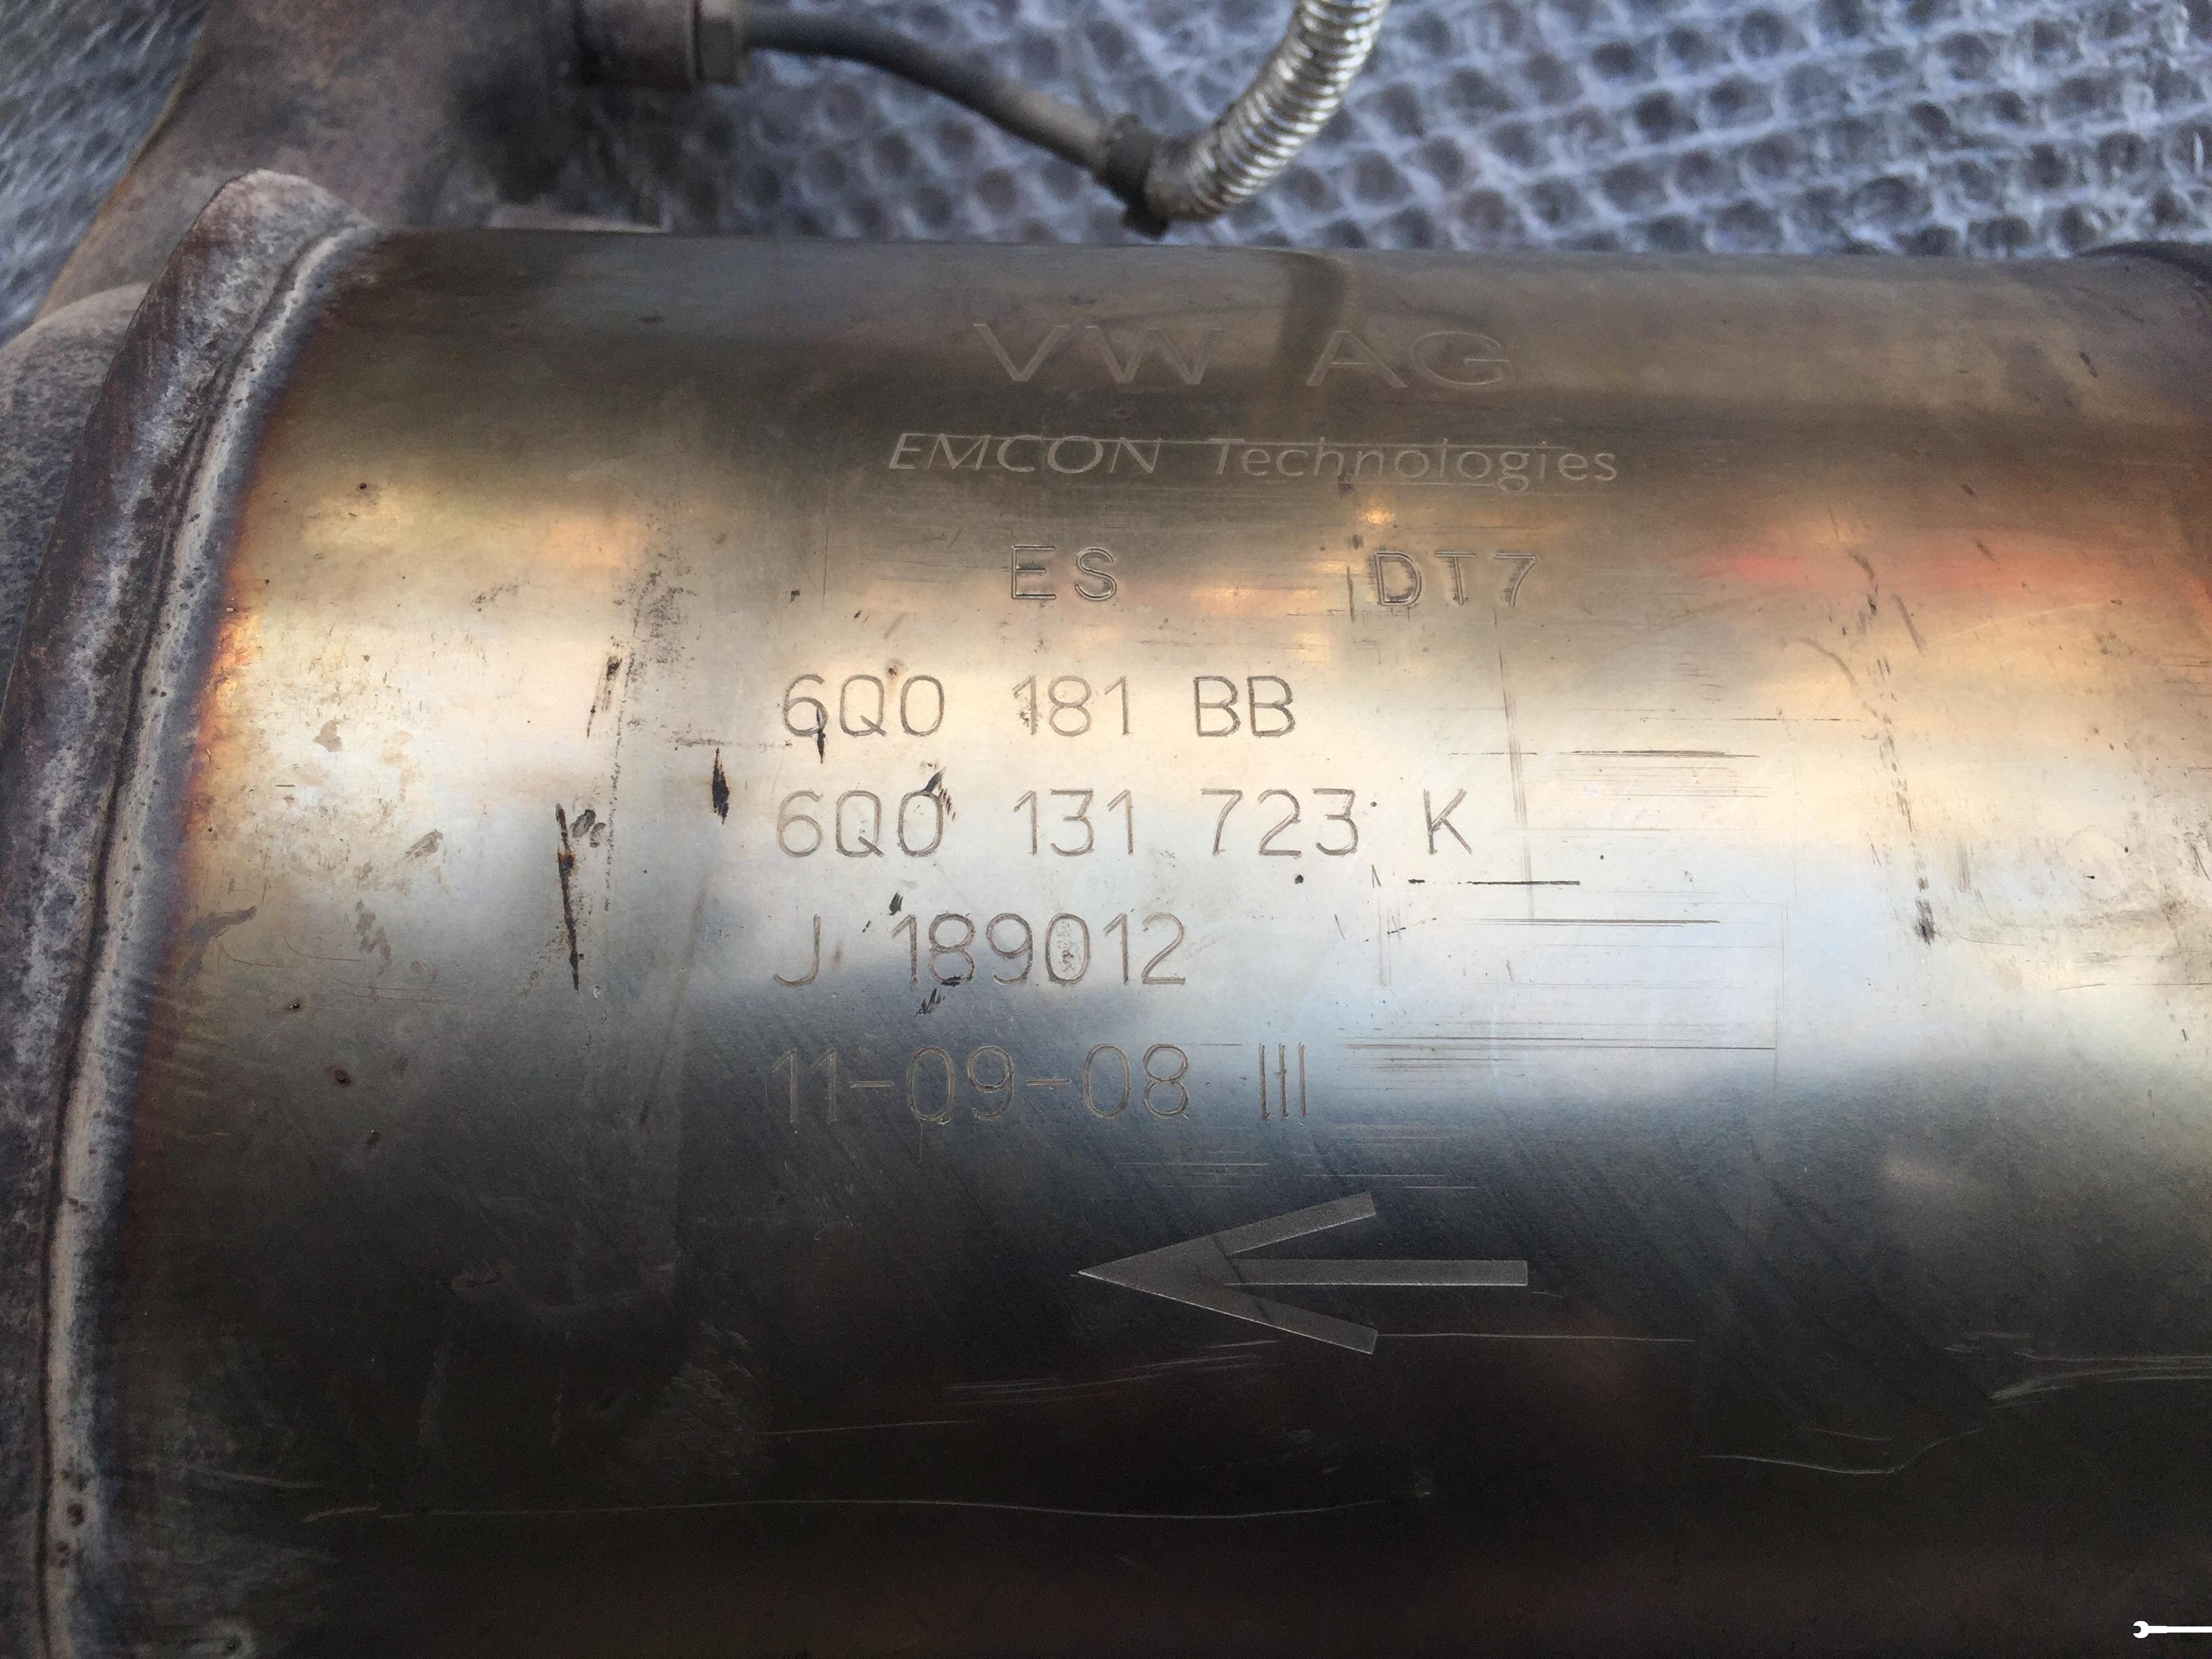 VW AG
EMCON Technologies
ES DT7
6Q0 181 BB
6Q0 131 723 K
J 189012
11-09-08 III